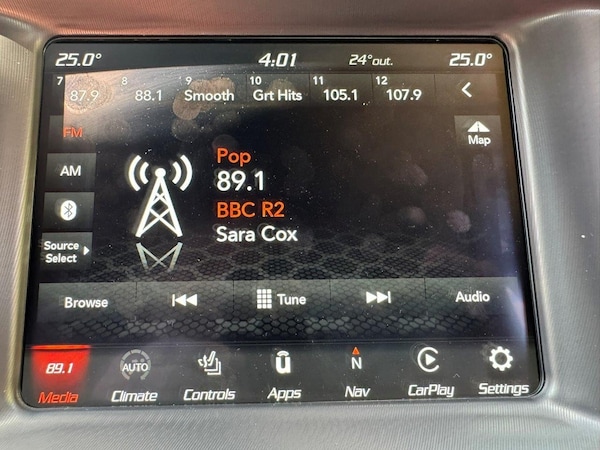 25.0° 4:01 24°out. 25.0°
7 8 9 10 11 12
87.9 88.1 Smooth Grt Hits 105.1 107.9
FM
Map
AM
Pop
89.1
BBC R2
Sara Cox
Source
Select
Browse Tune Audio
89.1 AUTO N
Media Climate Controls Apps Nav CarPlay Settings